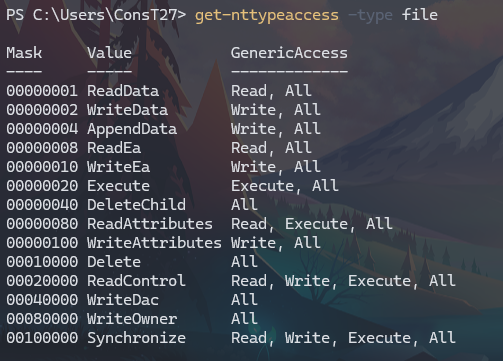 PS C:\Users\ConsT27> get-nttypeaccess -type file
Mask Value GenericAccess
---- ----- -------------
00000001 ReadData Read, All
00000002 WriteData Write, All
00000004 AppendData Write, All
00000008 ReadEa Read, All
00000010 WriteEa Write, All
00000020 Execute Execute, All
00000040 DeleteChild All
00000080 ReadAttributes Read, Execute, All
00000100 WriteAttributes Write, All
00010000 Delete All
00020000 ReadControl Read, Write, Execute, All
00040000 WriteDac All
00080000 WriteOwner All
00100000 Synchronize Read, Write, Execute, All